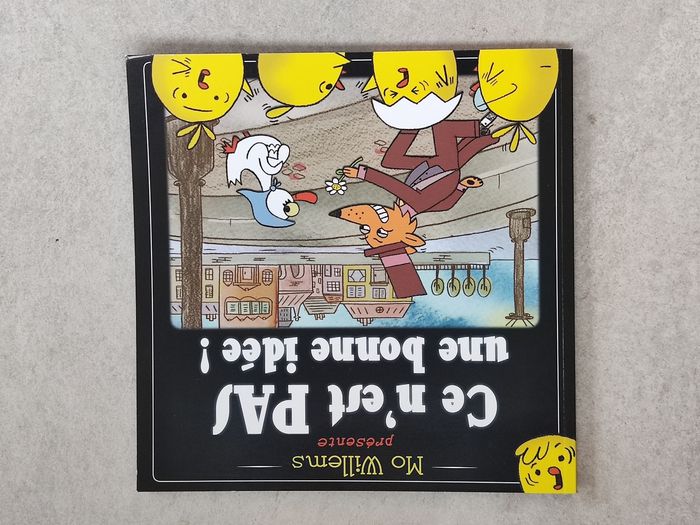 Mo Willems
présente
Ce n'est PAS
une bonne idée !